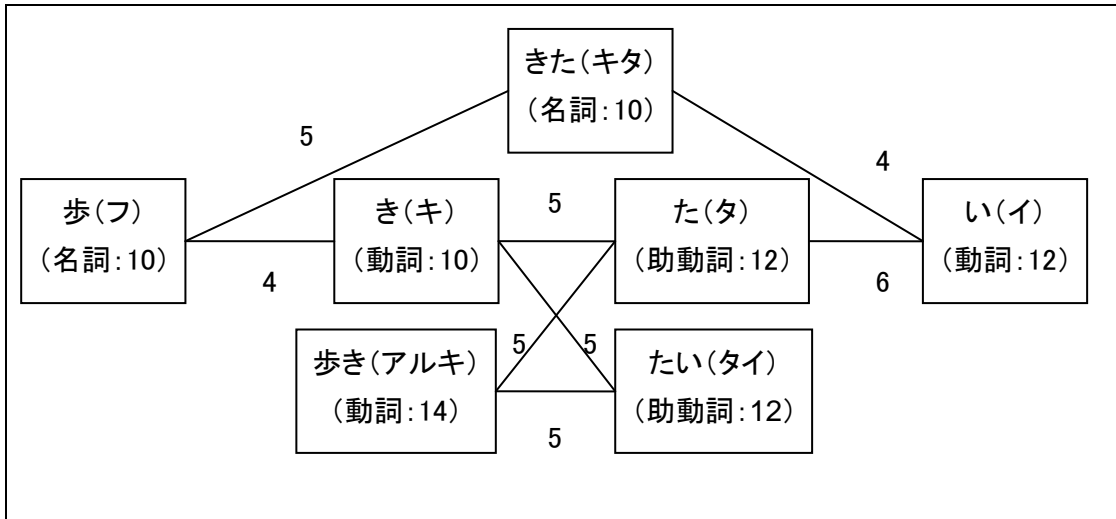 きた(キタ)
(名詞:10)
5
4
歩(フ)
(名詞:10)
4
き(キ)
(動詞:10)
5
た(タ)
(助動詞:12)
6
い(イ)
(動詞:12)
歩き(アルキ)
(動詞:14)
5
5
5
たい(タイ)
(助動詞:12)